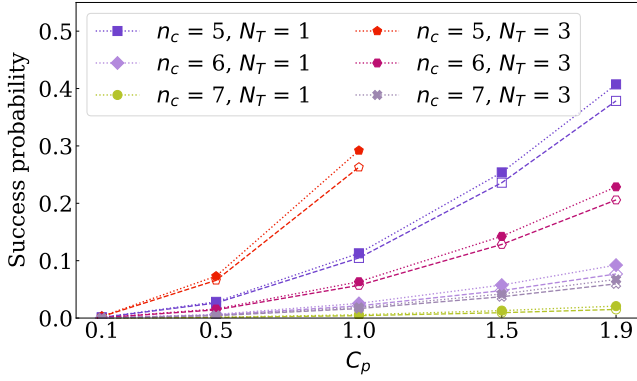 0.5
0.4
0.3
0.2
0.1
0.0
Success probability
n_c = 5, N_T = 1
n_c = 6, N_T = 1
n_c = 7, N_T = 1
n_c = 5, N_T = 3
n_c = 6, N_T = 3
n_c = 7, N_T = 3
0.1 0.5 1.0 1.5 1.9
C_p